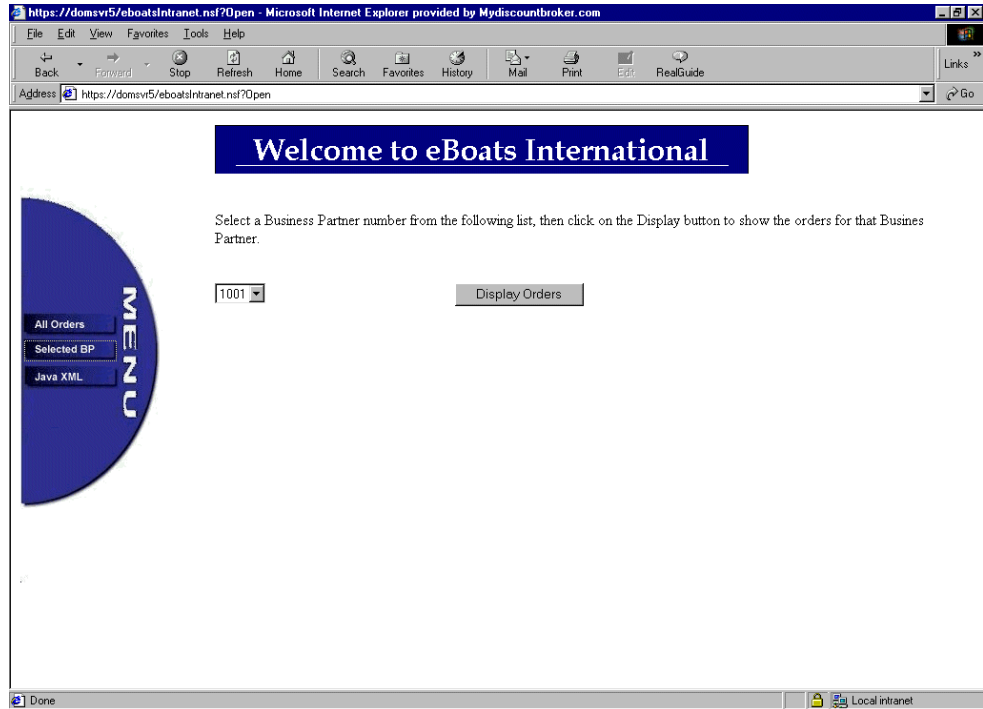 https://domsvr5/eboatsIntranet.nsf?Open - Microsoft Internet Explorer provided by Mydiscountbroker.com
File Edit View Favorites Tools Help
Back Forward Stop Refresh Home Search Favorites History Mail Print Edit RealGuide Links »
Address https://domsvr5/eboatsIntranet.nsf?Open Go
Welcome to eBoats International
Select a Business Partner number from the following list, then click on the Display button to show the orders for that Busines
Partner.
1001 Display Orders
MENU
All Orders
Selected BP
Java XML
Done Local intranet